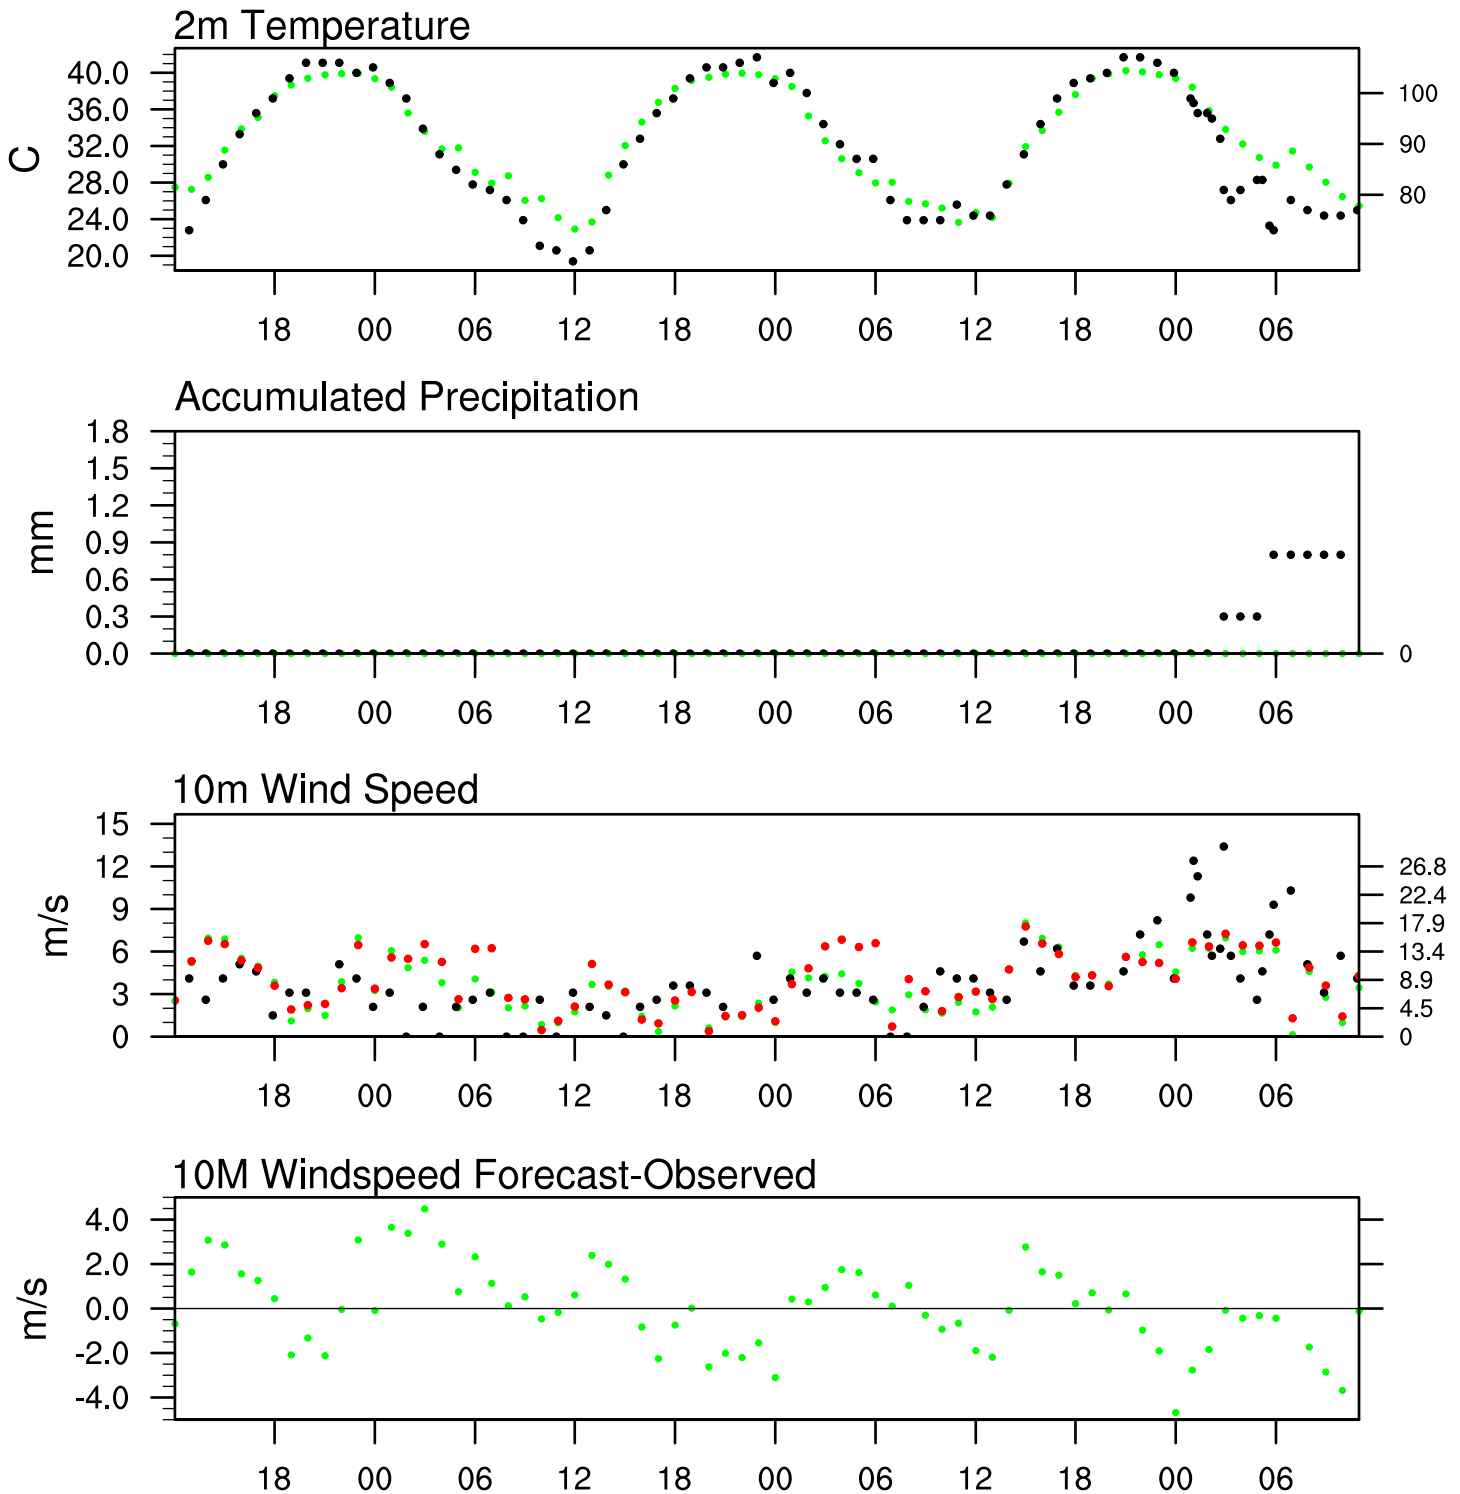 2m Temperature
C
40.0
36.0
32.0
28.0
24.0
20.0
100
90
80
18 00 06 12 18 00 06 12 18 00 06
Accumulated Precipitation
mm
1.8
1.5
1.2
0.9
0.6
0.3
0.0
0
18 00 06 12 18 00 06 12 18 00 06
10m Wind Speed
m/s
15
12
9
6
3
0
26.8
22.4
17.9
13.4
8.9
4.5
0
18 00 06 12 18 00 06 12 18 00 06
10M Windspeed Forecast-Observed
m/s
4.0
2.0
0.0
-2.0
-4.0
18 00 06 12 18 00 06 12 18 00 06